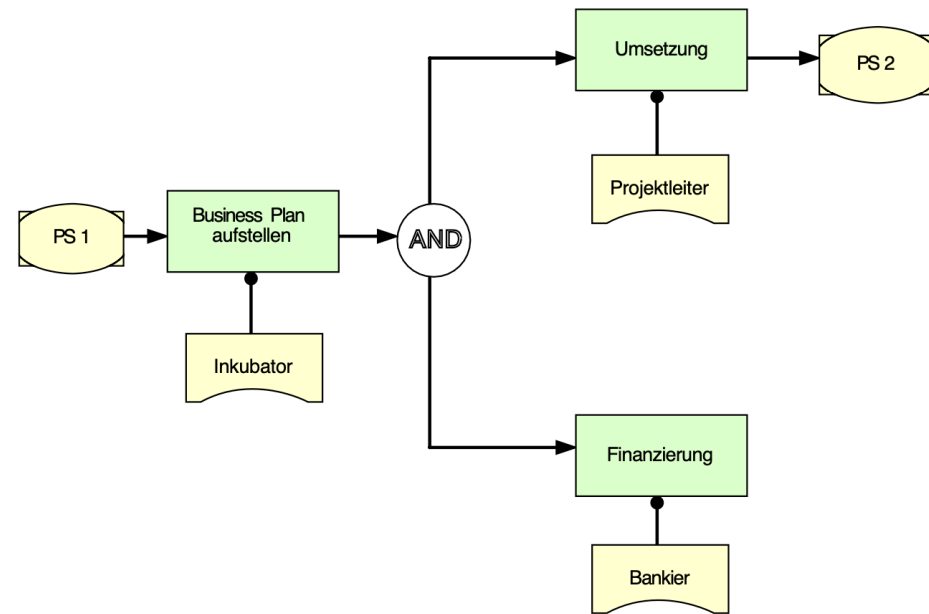 Umsetzung
PS 2
Projektleiter
PS 1
Business Plan
aufstellen
AND
Inkubator
Finanzierung
Bankier